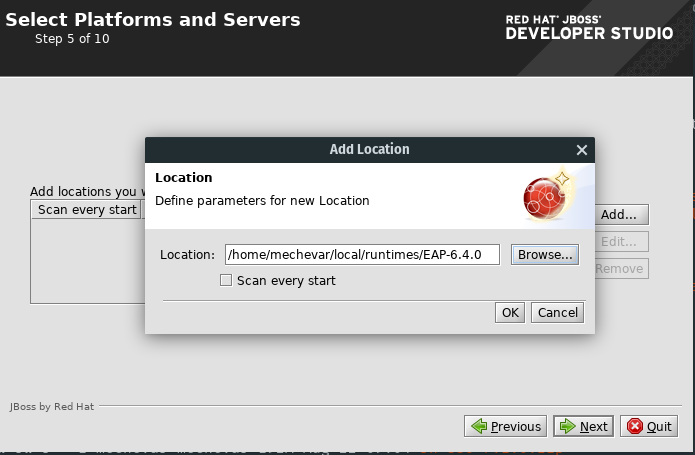 Select Platforms and Servers
Step 5 of 10
RED HAT® JBOSS®
DEVELOPER STUDIO
Add Location
Location
Define parameters for new Location
Add locations you
Scan every start
Add...
Location: /home/mechevar/local/runtimes/EAP-6.4.0 Browse...
Edit...
Remove
Scan every start
OK Cancel
JBoss by Red Hat
Previous Next Quit